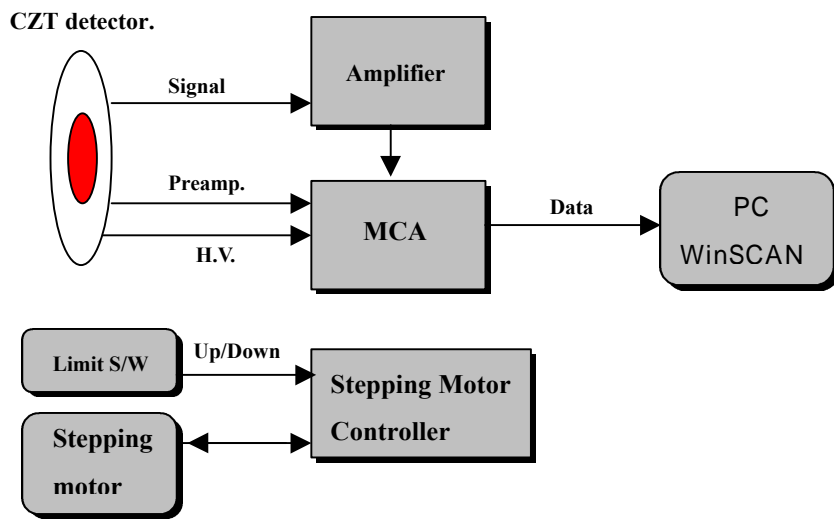 CZT detector.
Signal
Amplifier
Preamp.
H.V.
MCA
Data
PC
WinSCAN
Limit S/W
Up/Down
Stepping Motor
Controller
Stepping
motor